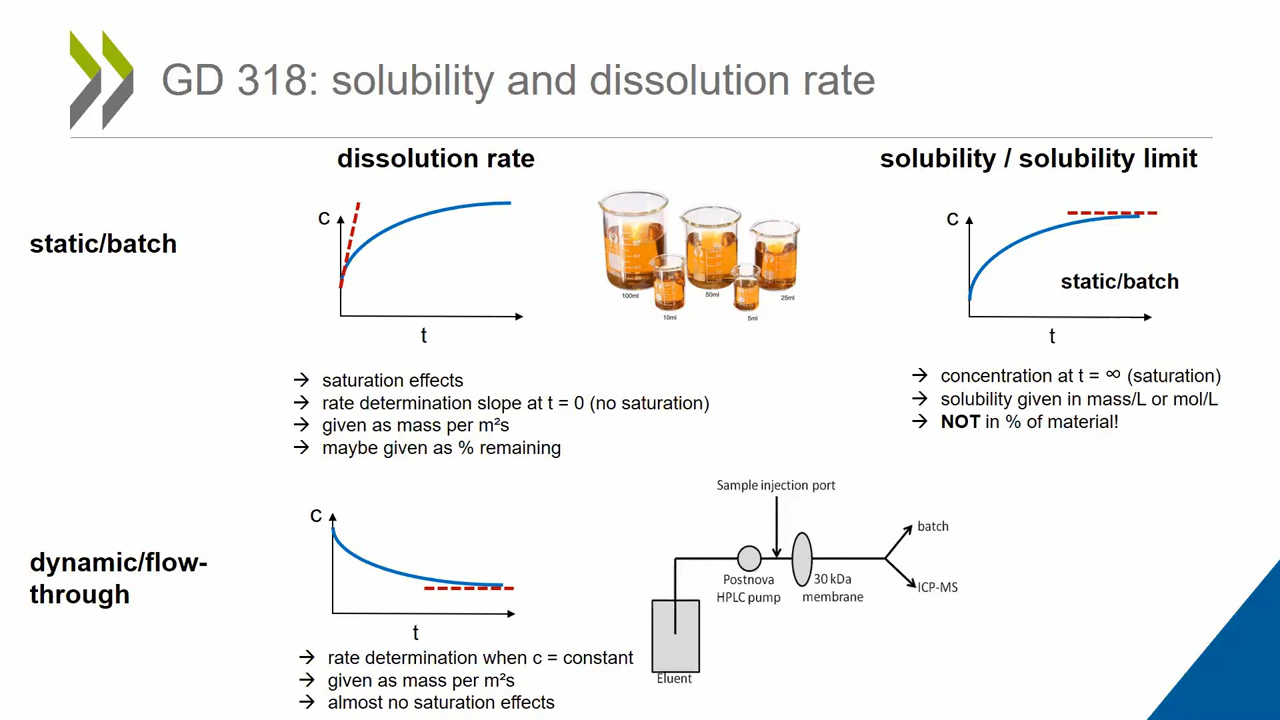 GD 318: solubility and dissolution rate
dissolution rate
solubility / solubility limit
static/batch
c
t
100ml
10ml
50ml
5ml
25ml
c
static/batch
t
→ saturation effects
→ rate determination slope at t = 0 (no saturation)
→ given as mass per m²s
→ maybe given as % remaining
→ concentration at t = ∞ (saturation)
→ solubility given in mass/L or mol/L
→ NOT in % of material!
dynamic/flow-
through
c
t
→ rate determination when c = constant
→ given as mass per m²s
→ almost no saturation effects
Sample injection port
Postnova
HPLC pump
30 kDa
membrane
batch
ICP-MS
Eluent